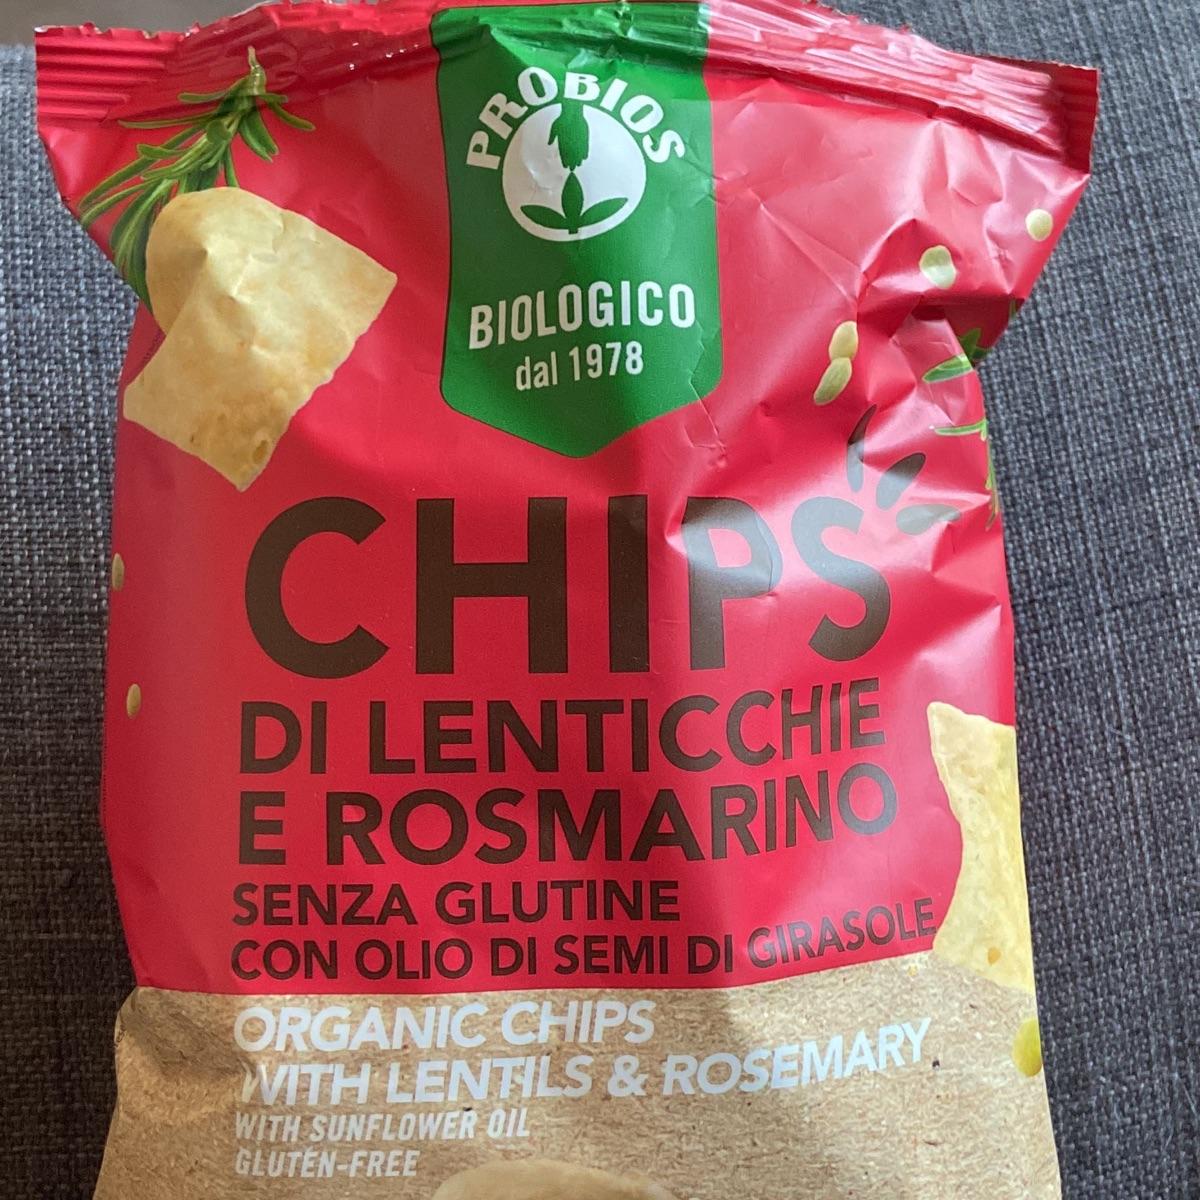 PROBIOS
BIOLOGICO
dal 1978
CHIPS
DI LENTICCHIE
E ROSMARINO
SENZA GLUTINE
CON OLIO DI SEMI DI GIRASOLE
ORGANIC CHIPS
WITH LENTILS & ROSEMARY
WITH SUNFLOWER OIL
GLUTEN-FREE